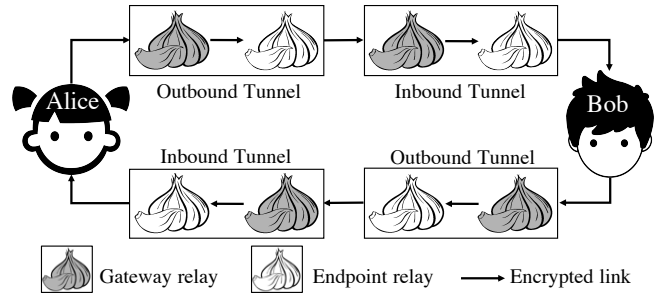 Outbound Tunnel
Inbound Tunnel
Alice
Bob
Inbound Tunnel
Outbound Tunnel
Gateway relay
Endpoint relay
Encrypted link